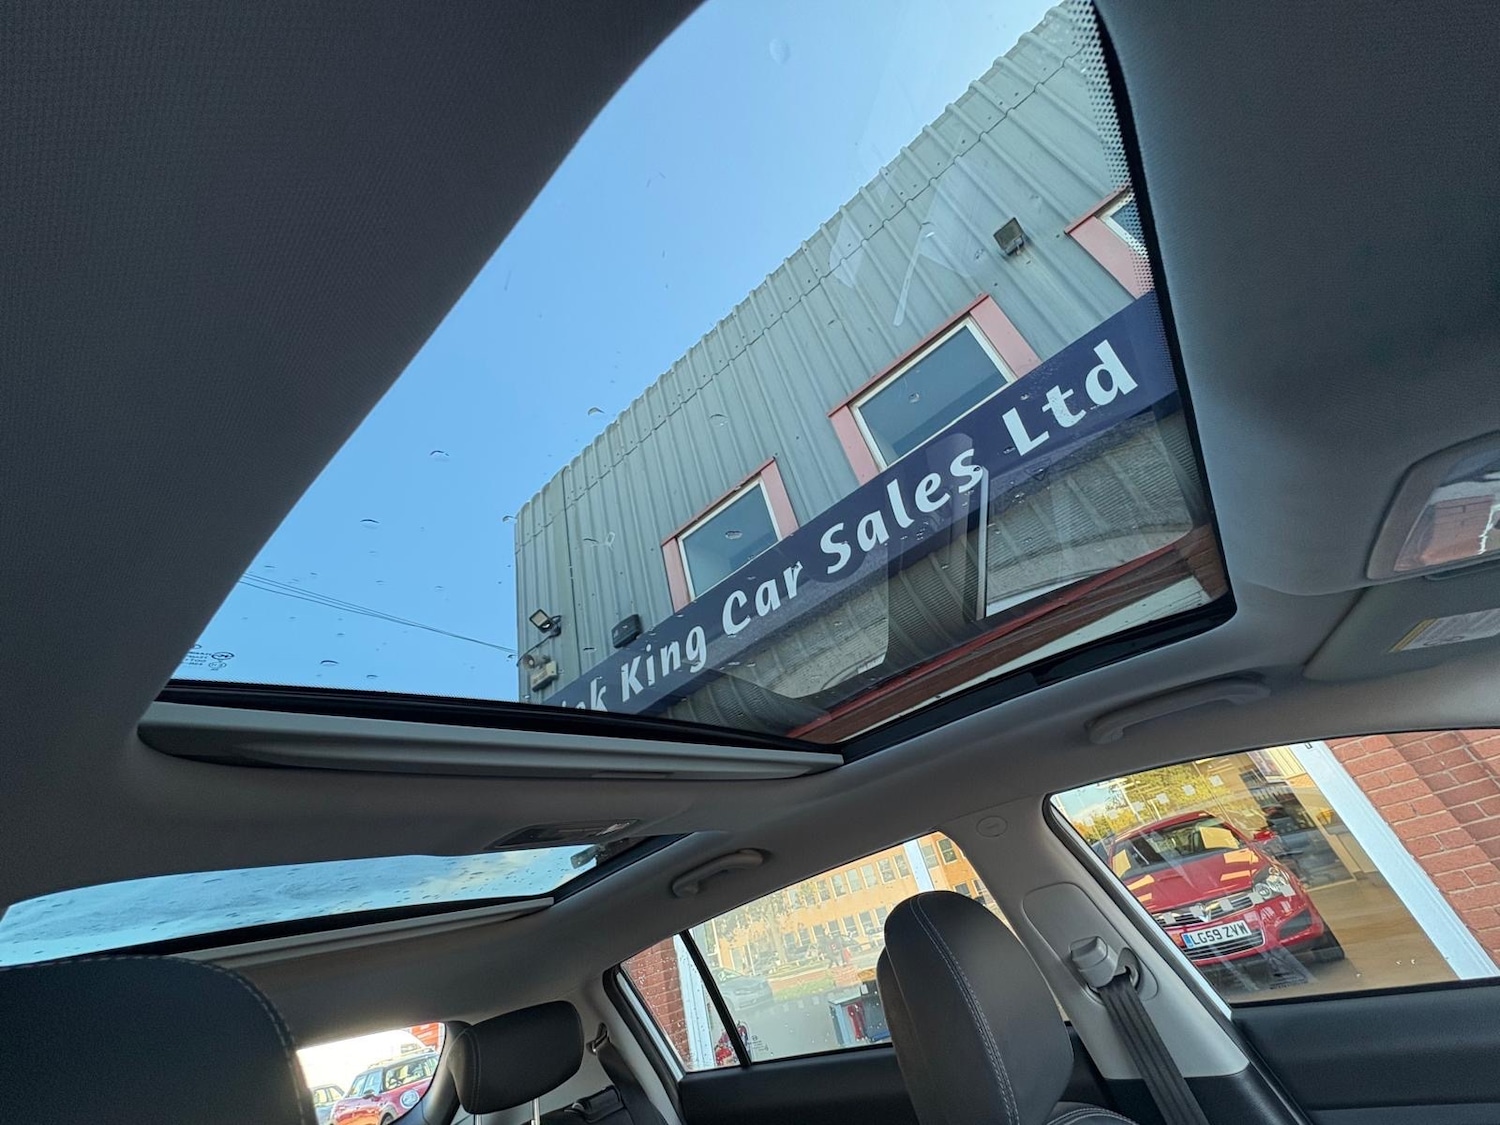 King Car Sales Ltd
LG59 ZVW